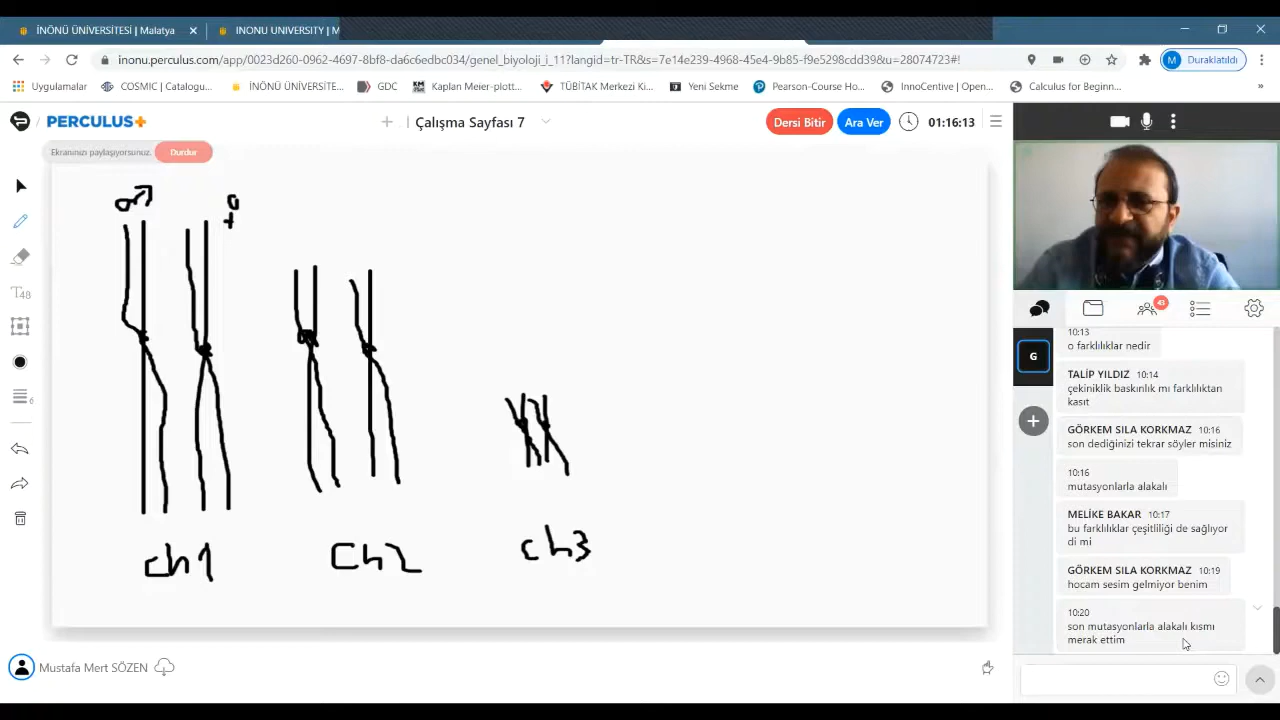 İNÖNÜ ÜNİVERSİTESİ | Malatya
INONU UNIVERSITY | M
inonu.perculus.com/app/0023d260-0962-4697-8bf8-da6c6edbc034/genel_biyoloji_i_11?langid=tr-TR&s=7e14e239-4968-45e4-9b85-f9e5298cdd39&u=28074723#!
M Duraklatıldı
Uygulamalar
COSMIC | Catalogu...
İNÖNÜ ÜNİVERSİTE...
GDC
KM Kaplan Meier-plott...
TÜBİTAK Merkezi Ki...
Yeni Sekme
Pearson-Course Ho...
InnoCentive | Open...
Calculus for Beginn...
»
PERCULUS+
Çalışma Sayfası 7
Dersi Bitir
Ara Ver
01:16:13
Ekranınızı paylaşıyorsunuz.
Durdur
T48
6
ch1
Ch2
ch3
Mustafa Mert SÖZEN
43
G
10:13
o farklılıklar nedir
TALİP YILDIZ 10:14
çekiniklik baskınlık mı farklılıktan
kasıt
GÖRKEM SILA KORKMAZ 10:16
son dediğinizi tekrar söyler misiniz
10:16
mutasyonlarla alakalı
MELİKE BAKAR 10:17
bu farklılıklar çeşitliliği de sağlıyor
di mi
GÖRKEM SILA KORKMAZ 10:19
hocam sesim gelmiyor benim
10:20
son mutasyonlarla alakalı kısmı
merak ettim